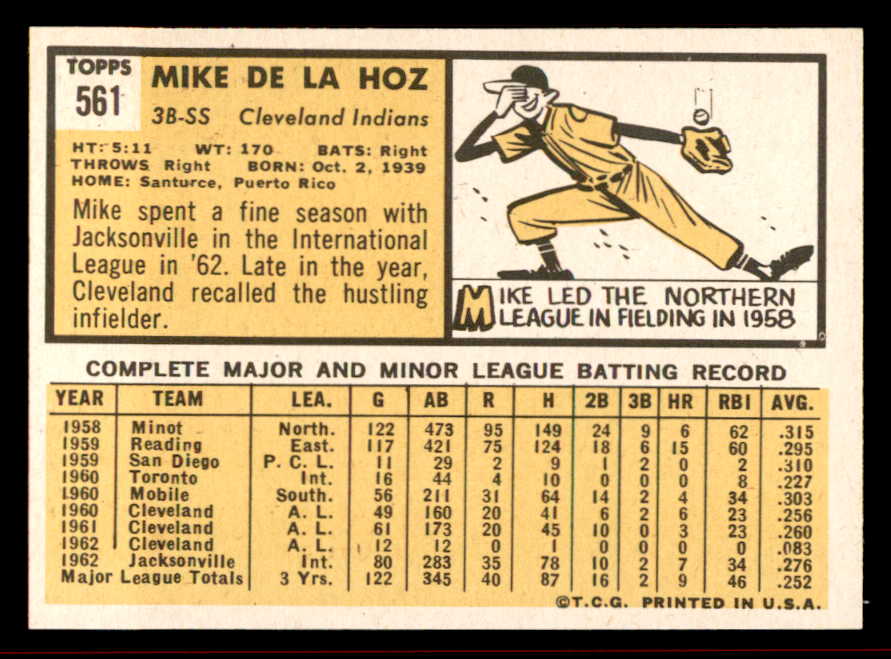 TOPPS
561
MIKE DE LA HOZ
3B-SS Cleveland Indians
HT: 5:11 WT: 170 BATS: Right
THROWS Right BORN: Oct. 2, 1939
HOME: Santurce, Puerto Rico
Mike spent a fine season with
Jacksonville in the International
League in '62. Late in the year,
Cleveland recalled the hustling
infielder.
MIKE LED THE NORTHERN
LEAGUE IN FIELDING IN 1958
COMPLETE MAJOR AND MINOR LEAGUE BATTING RECORD
YEAR TEAM LEA. G AB R H 2B 3B HR RBI AVG.
1958 Minot North. 122 473 95 149 24 9 6 62 .315
1959 Reading East. 117 421 75 124 18 6 15 60 .295
1959 San Diego P. C. L. 11 29 2 9 1 2 0 2 .310
1960 Toronto Int. 16 44 4 10 0 0 0 8 .227
1960 Mobile South. 56 211 31 64 14 2 4 34 .303
1960 Cleveland A. L. 49 160 20 41 6 2 6 23 .256
1961 Cleveland A. L. 61 173 20 45 10 0 3 23 .260
1962 Cleveland A. L. 12 12 0 1 0 0 0 0 .083
1962 Jacksonville Int. 80 283 35 78 10 2 7 34 .276
Major League Totals 3 Yrs. 122 345 40 87 16 2 9 46 .252
©T.C.G. PRINTED IN U.S.A.